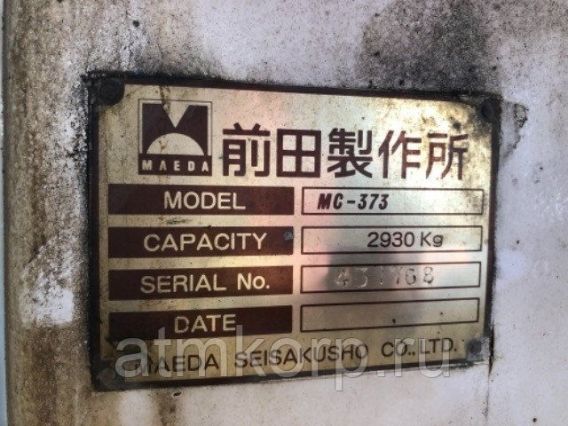 MAEDA 前田製作所
MODEL MC-373
CAPACITY 2930 Kg
SERIAL No.
DATE
MAEDA SEISAKUSHO CO.,LTD.
atmkorp.ru